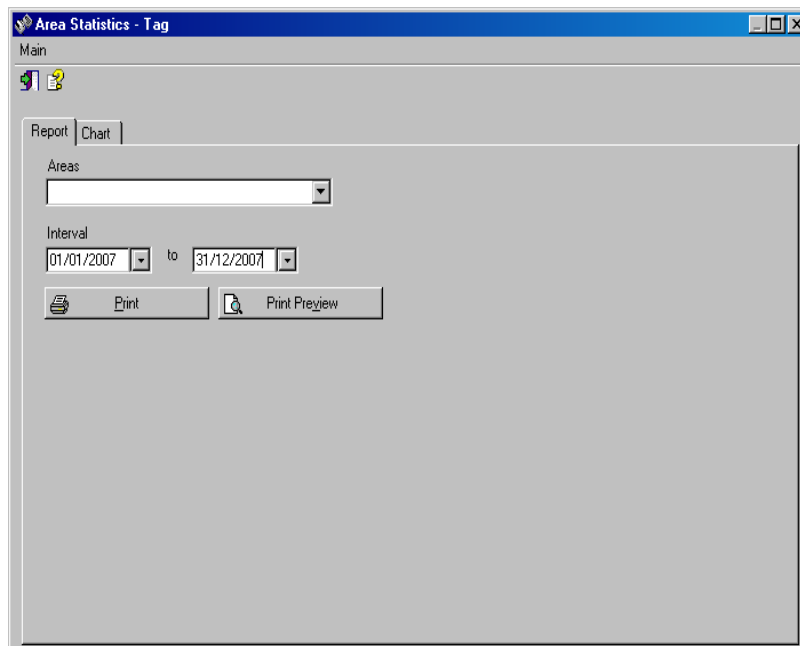 Area Statistics - Tag
Main
Report Chart
Areas
Interval
01/01/2007 to 31/12/2007
Print Print Preview